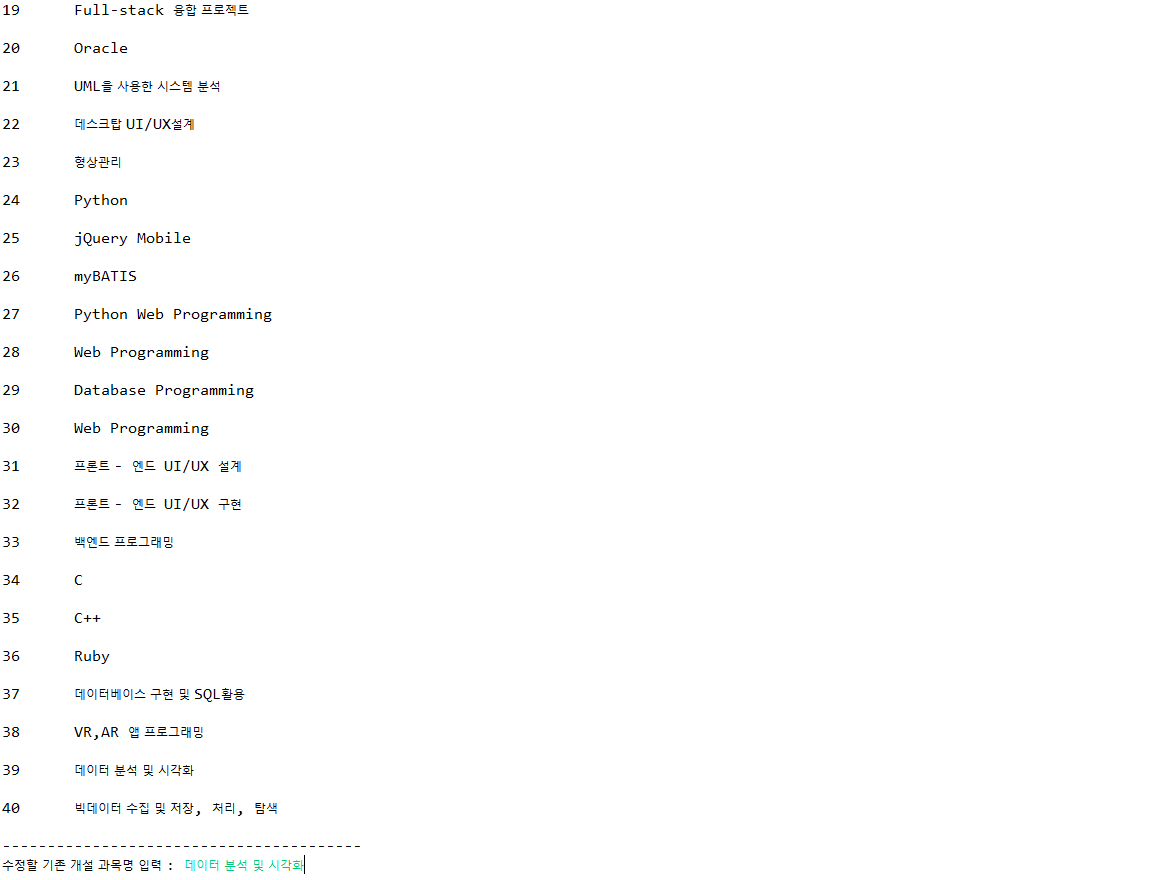 19 Full-stack 융합 프로젝트
20 Oracle
21 UML을 사용한 시스템 분석
22 데스크탑 UI/UX설계
23 형상관리
24 Python
25 jQuery Mobile
26 myBATIS
27 Python Web Programming
28 Web Programming
29 Database Programming
30 Web Programming
31 프론트 - 엔드 UI/UX 설계
32 프론트 - 엔드 UI/UX 구현
33 백엔드 프로그래밍
34 C
35 C++
36 Ruby
37 데이터베이스 구현 및 SQL활용
38 VR,AR 앱 프로그래밍
39 데이터 분석 및 시각화
40 빅데이터 수집 및 저장, 처리, 탐색
----------------------------------------
수정할 기존 개설 과목명 입력 : 데이터 분석 및 시각화